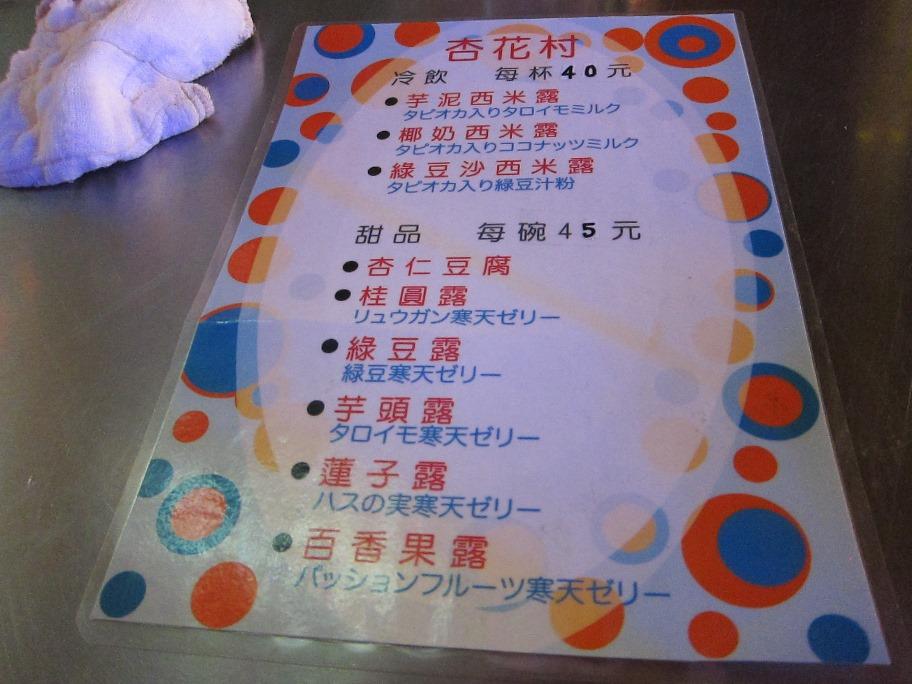 杏花村
冷飲 每杯40元
●芋泥西米露
タピオカ入りタロイモミルク
●椰奶西米露
タピオカ入りココナッツミルク
●綠豆沙西米露
タピオカ入り緑豆汁粉
甜品 每碗45元
●杏仁豆腐
●桂圓露
リュウガン寒天ゼリー
●綠豆露
緑豆寒天ゼリー
●芋頭露
タロイモ寒天ゼリー
●蓮子露
ハスの実寒天ゼリー
●百香果露
パッションフルーツ寒天ゼリー